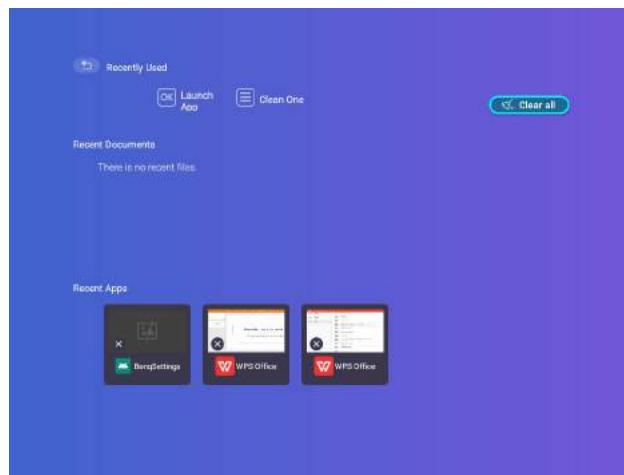 Recently Used
OK
Launch
App
Clean One
Clear all
Recent Documents
There is no recent files.
Recent Apps
BenqSettings
WPS Office
WPS Office